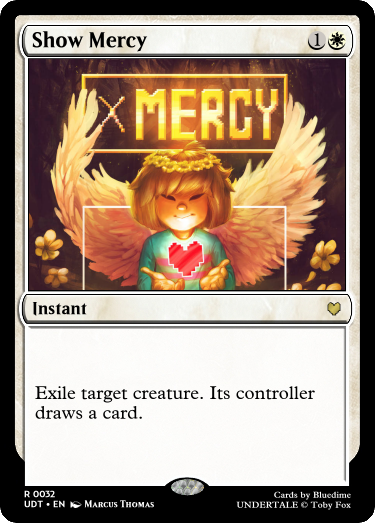 Show Mercy 1
× MERCY
Instant
Exile target creature. Its controller
draws a card.
R 0032
Cards by Bluedime
UDT • EN Marcus Thomas
UNDERTALE © Toby Fox